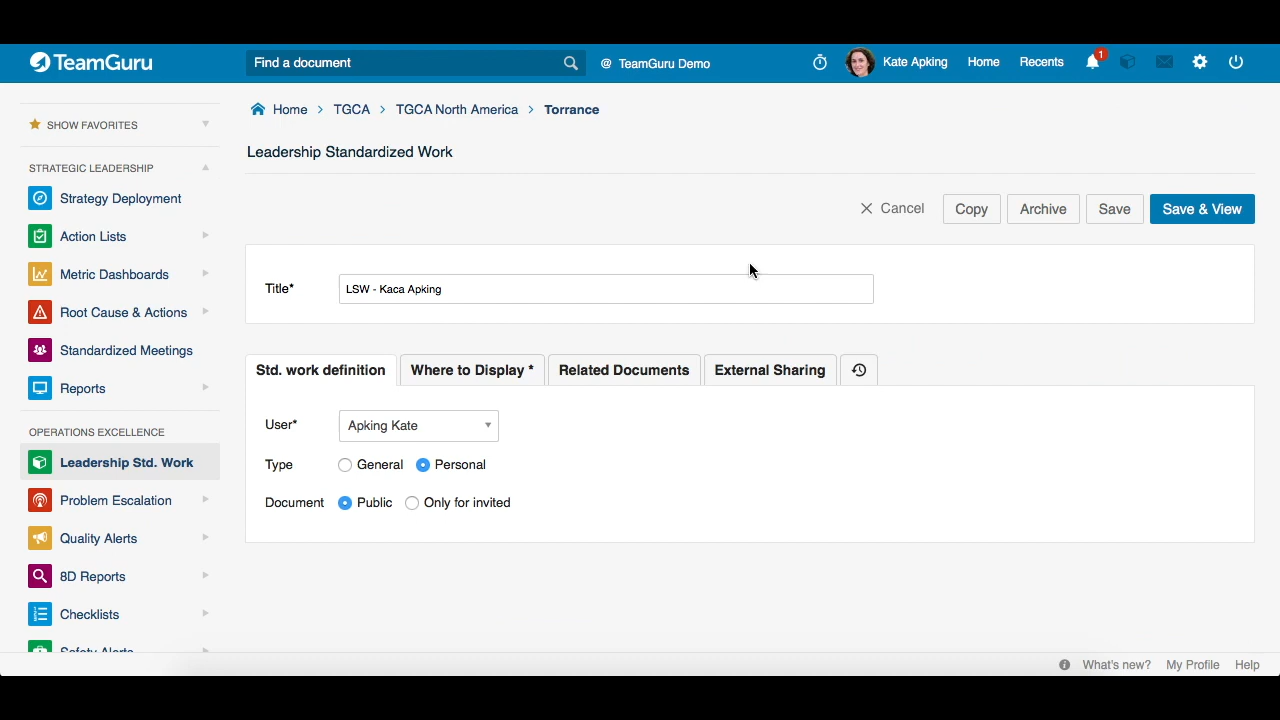 TeamGuru
Find a document
@ TeamGuru Demo
Kate Apking
Home
Recents
1
SHOW FAVORITES
STRATEGIC LEADERSHIP
Strategy Deployment
Action Lists
Metric Dashboards
Root Cause & Actions
Standardized Meetings
Reports
OPERATIONS EXCELLENCE
Leadership Std. Work
Problem Escalation
Quality Alerts
8D Reports
Checklists
Safety Alerts
Home > TGCA > TGCA North America > Torrance
Leadership Standardized Work
Cancel
Copy
Archive
Save
Save & View
Title*
LSW - Kaca Apking
Std. work definition
Where to Display *
Related Documents
External Sharing
User*
Apking Kate
Type
General
Personal
Document
Public
Only for invited
What's new?
My Profile
Help